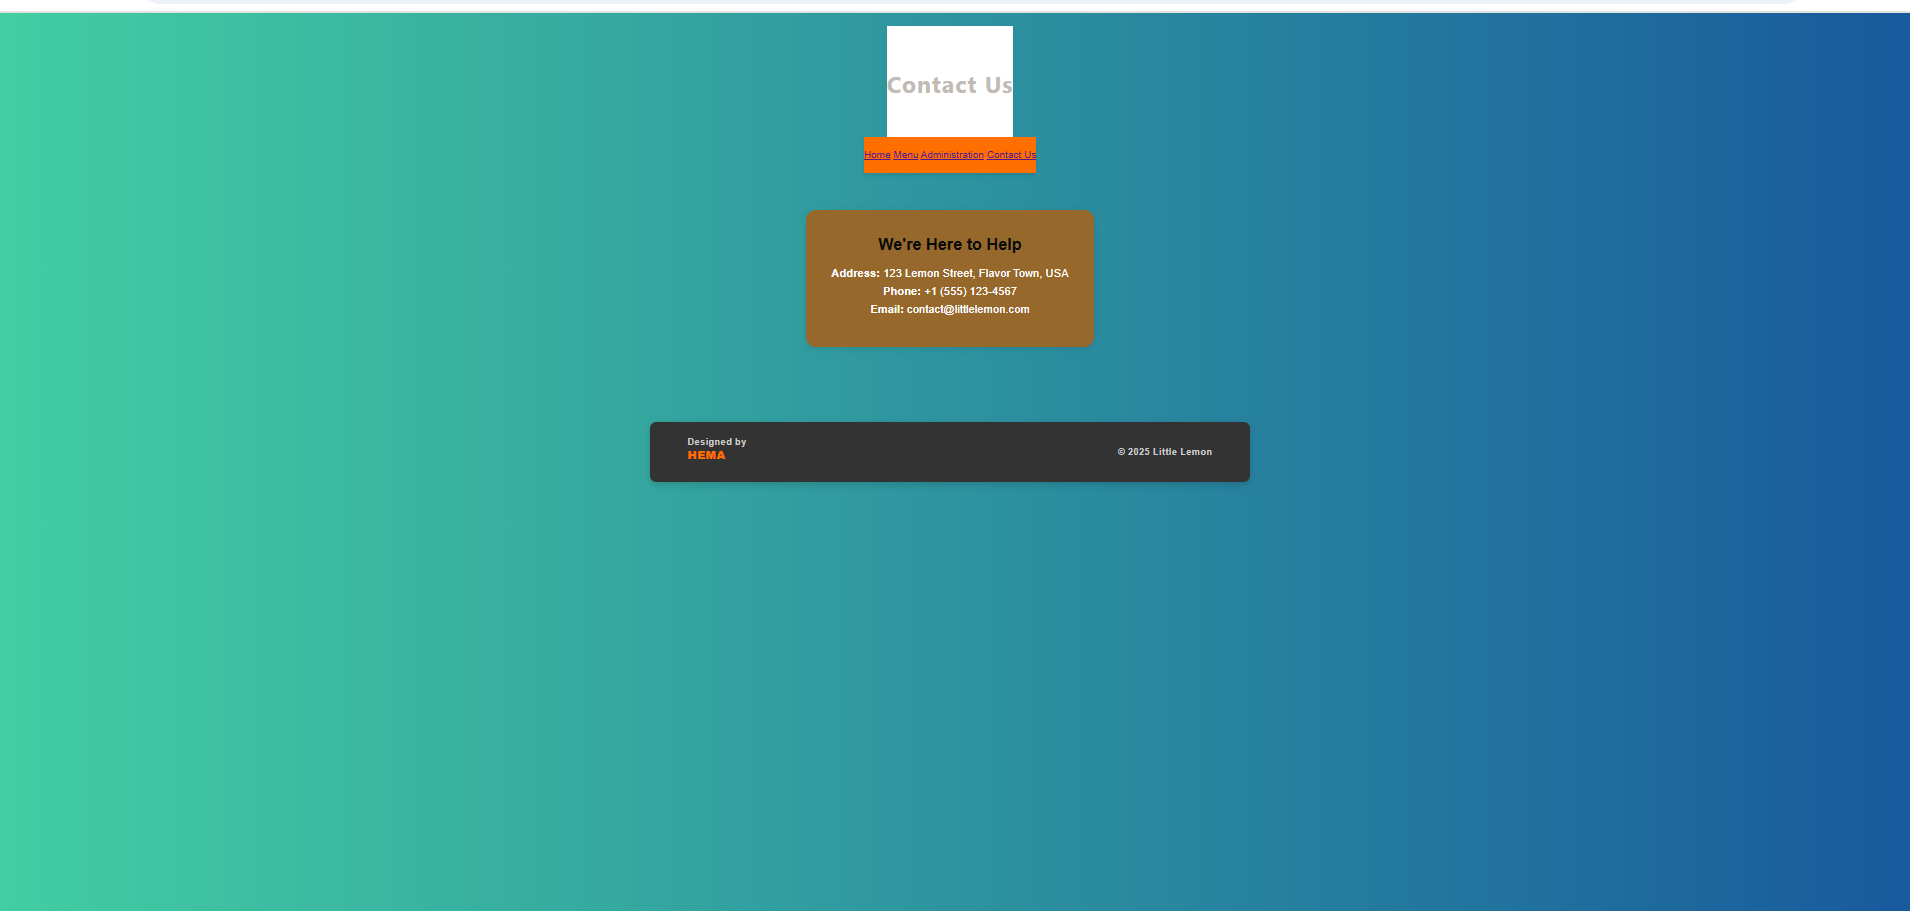 Contact Us
Home Menu Administration Contact Us
We're Here to Help
Address: 123 Lemon Street, Flavor Town, USA
Phone: +1 (555) 123-4567
Email: contact@littlelemon.com
Designed by
HEMA
© 2025 Little Lemon